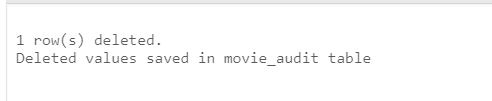 1 row(s) deleted.
Deleted values saved in movie_audit table